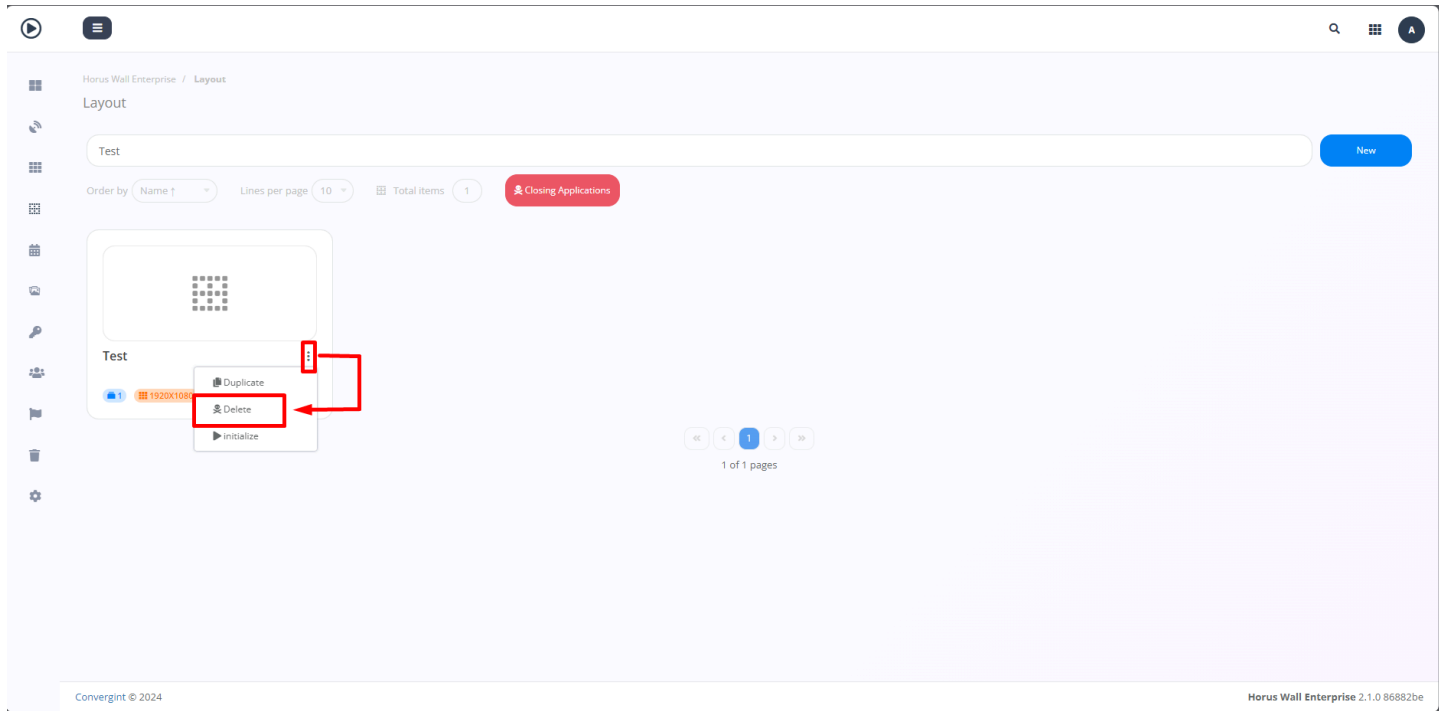 A
Horus Wall Enterprise / Layout
Layout
Test
New
Order by Name ↑ Lines per page 10 Total items 1 Closing Applications
Test
Duplicate
1 1920X1080
Delete
initialize
« < 1 > »
1 of 1 pages
Convergint © 2024
Horus Wall Enterprise 2.1.0 86882be